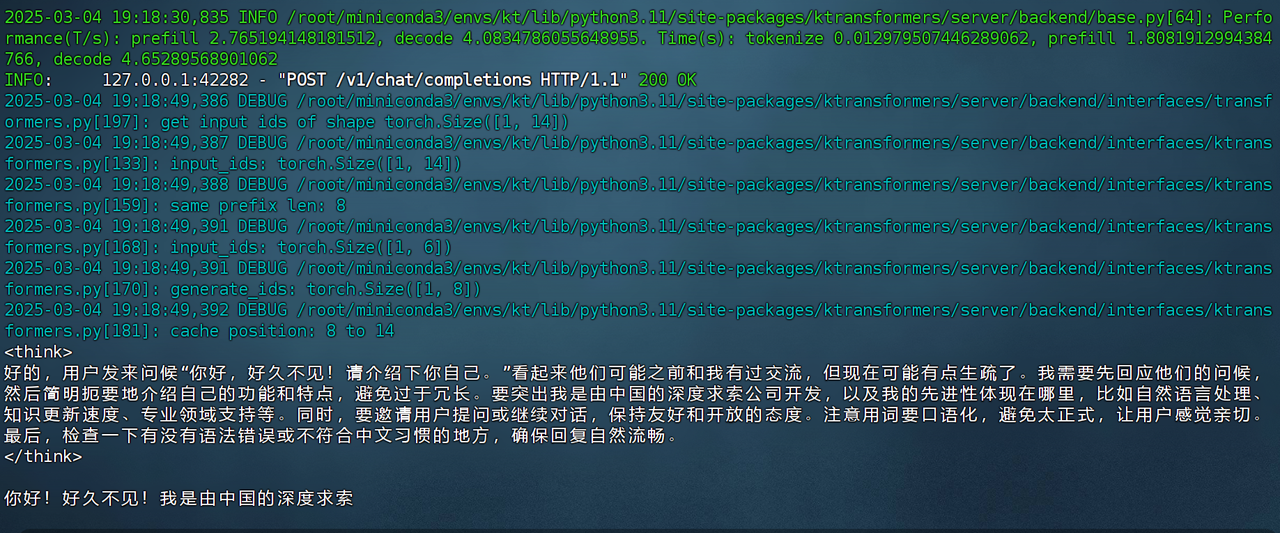 2025-03-04 19:18:30,835 INFO /root/miniconda3/envs/kt/lib/python3.11/site-packages/ktransformers/server/backend/base.py[64]: Perfo
rmance(T/s): prefill 2.765194148181512, decode 4.0834786055648955. Time(s): tokenize 0.012979507446289062, prefill 1.8081912994384
766, decode 4.65289568901062
INFO:     127.0.0.1:42282 - "POST /v1/chat/completions HTTP/1.1" 200 OK
2025-03-04 19:18:49,386 DEBUG /root/miniconda3/envs/kt/lib/python3.11/site-packages/ktransformers/server/backend/interfaces/transf
ormers.py[197]: get input ids of shape torch.Size([1, 14])
2025-03-04 19:18:49,387 DEBUG /root/miniconda3/envs/kt/lib/python3.11/site-packages/ktransformers/server/backend/interfaces/ktrans
formers.py[133]: input_ids: torch.Size([1, 14])
2025-03-04 19:18:49,388 DEBUG /root/miniconda3/envs/kt/lib/python3.11/site-packages/ktransformers/server/backend/interfaces/ktrans
formers.py[159]: same prefix len: 8
2025-03-04 19:18:49,391 DEBUG /root/miniconda3/envs/kt/lib/python3.11/site-packages/ktransformers/server/backend/interfaces/ktrans
formers.py[168]: input_ids: torch.Size([1, 6])
2025-03-04 19:18:49,391 DEBUG /root/miniconda3/envs/kt/lib/python3.11/site-packages/ktransformers/server/backend/interfaces/ktrans
formers.py[170]: generate_ids: torch.Size([1, 8])
2025-03-04 19:18:49,392 DEBUG /root/miniconda3/envs/kt/lib/python3.11/site-packages/ktransformers/server/backend/interfaces/ktrans
formers.py[181]: cache position: 8 to 14
<think>
好的，用户发来问候“你好，好久不见！请介绍下你自己。”看起来他们可能之前和我有过交流，但现在可能有点生疏了。我需要先回应他们的问候，
然后简明扼要地介绍自己的功能和特点，避免过于冗长。要突出我是由中国的深度求索公司开发，以及我的先进性体现在哪里，比如自然语言处理、
知识更新速度、专业领域支持等。同时，要邀请用户提问或继续对话，保持友好和开放的态度。注意用词要口语化，避免太正式，让用户感觉亲切。
最后，检查一下有没有语法错误或不符合中文习惯的地方，确保回复自然流畅。
</think>
你好！好久不见！我是由中国的深度求索